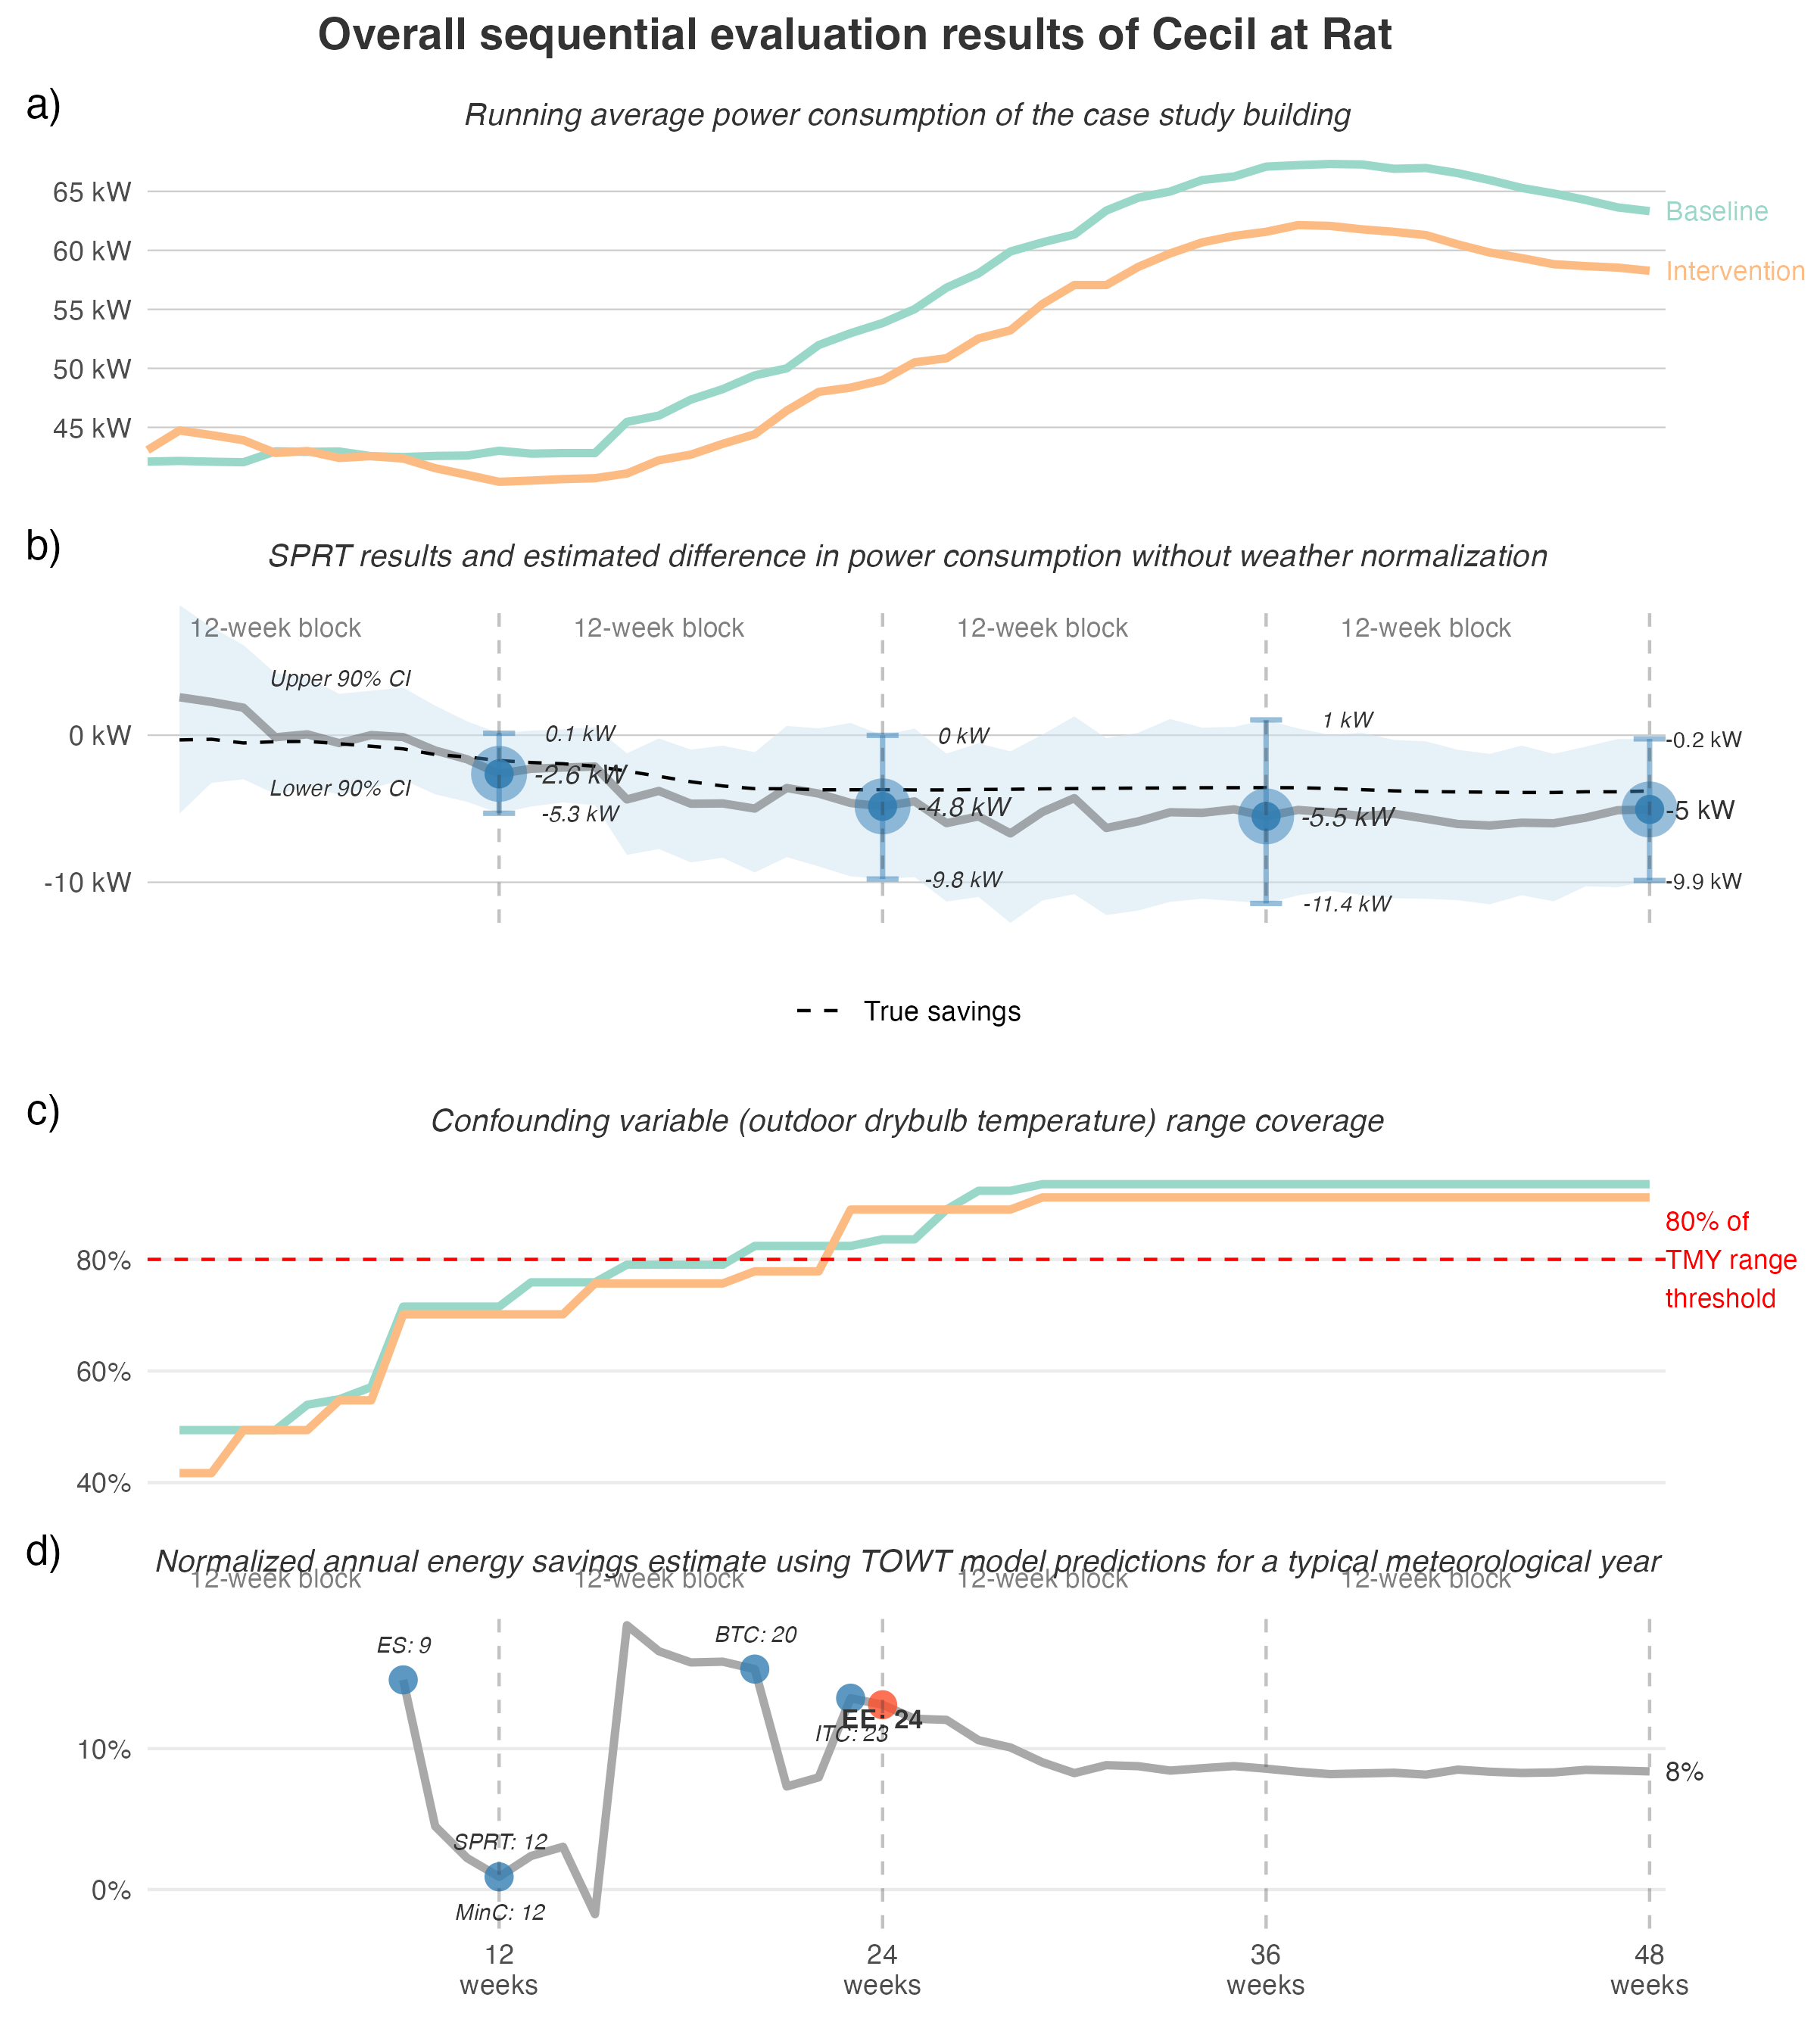 Overall sequential evaluation results of Cecil at Rat
a)
Running average power consumption of the case study building
65 kW
60 kW
55 kW
50 kW
45 kW
Baseline
Intervention
b)
SPRT results and estimated difference in power consumption without weather normalization
12-week block
12-week block
12-week block
12-week block
Upper 90% CI
Lower 90% CI
0 kW
-10 kW
0.1 kW
-2.6 kW
-5.3 kW
0 kW
-4.8 kW
-9.8 kW
1 kW
-5.5 kW
-11.4 kW
-0.2 kW
-5 kW
-9.9 kW
True savings
c)
Confounding variable (outdoor drybulb temperature) range coverage
80%
60%
40%
80% of
TMY range
threshold
d)
Normalized annual energy savings estimate using TOWT model predictions for a typical meteorological year
12-week block
12-week block
12-week block
12-week block
ES: 9
BTC: 20
EE: 24
ITC: 23
SPRT: 12
MinC: 12
10%
0%
8%
12
weeks
24
weeks
36
weeks
48
weeks